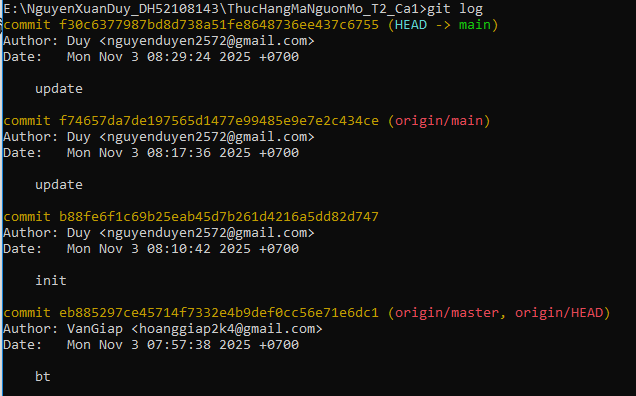 E:\NguyenXuanDuy_DH52108143\ThucHangMaNguonMo_T2_Ca1>git log
commit f30c6377987bd8d738a51fe8648736ee437c6755 (HEAD -> main)
Author: Duy <nguyenduyen2572@gmail.com>
Date:   Mon Nov 3 08:29:24 2025 +0700
    update
commit f74657da7de197565d1477e99485e9e7e2c434ce (origin/main)
Author: Duy <nguyenduyen2572@gmail.com>
Date:   Mon Nov 3 08:17:36 2025 +0700
    update
commit b88fe6f1c69b25eab45d7b261d4216a5dd82d747
Author: Duy <nguyenduyen2572@gmail.com>
Date:   Mon Nov 3 08:10:42 2025 +0700
    init
commit eb885297ce45714f7332e4b9def0cc56e71e6dc1 (origin/master, origin/HEAD)
Author: VanGiap <hoanggiap2k4@gmail.com>
Date:   Mon Nov 3 07:57:38 2025 +0700
    bt